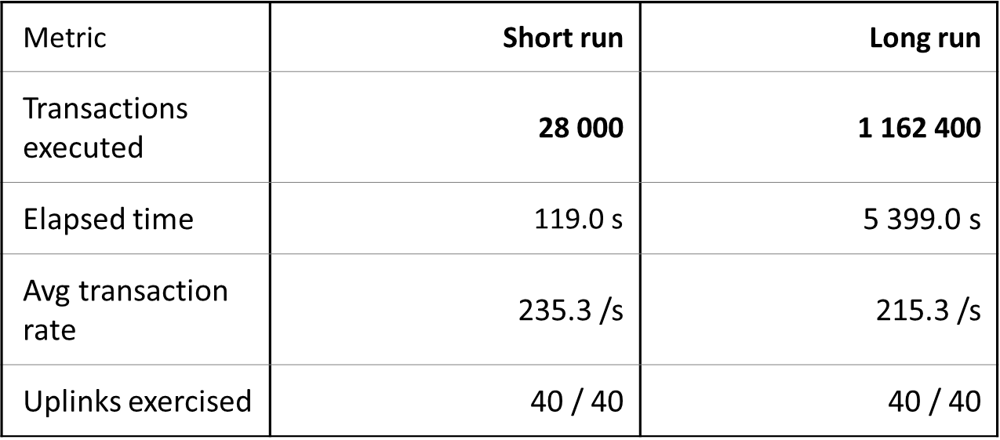 Metric Short run Long run
Transactions
executed 28 000 1 162 400
Elapsed time 119.0 s 5 399.0 s
Avg transaction
rate 235.3 /s 215.3 /s
Uplinks exercised 40 / 40 40 / 40